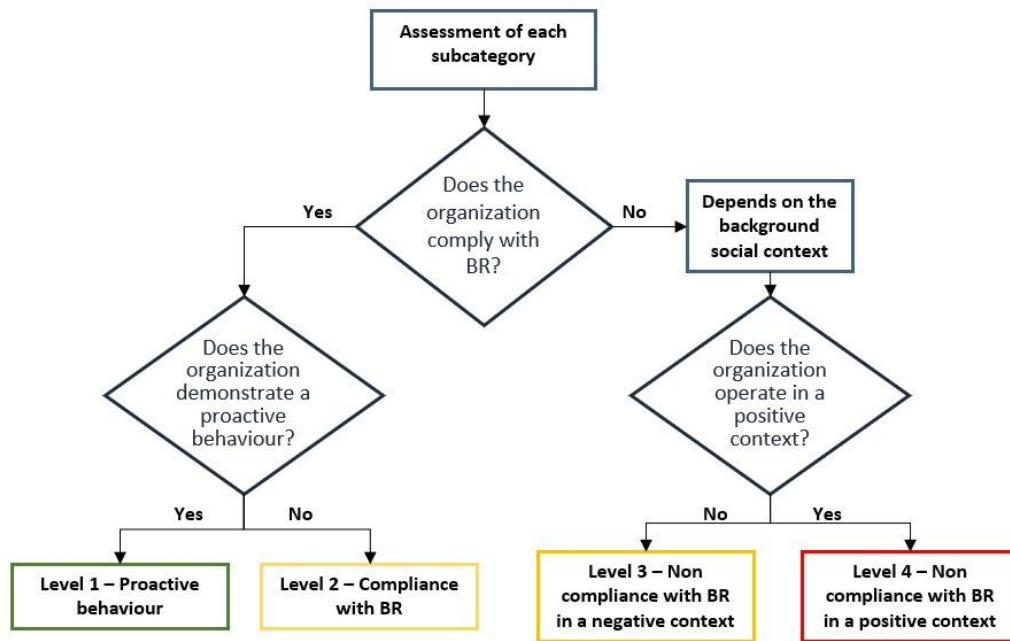 Assessment of each
subcategory
Does the
organization
comply with
BR?
Yes
No
Depends on the
background
social context
Does the
organization
demonstrate a
proactive
behaviour?
Does the
organization
operate in a
positive
context?
Yes
No
No
Yes
Level 1 – Proactive
behaviour
Level 2 – Compliance
with BR
Level 3 – Non
compliance with BR
in a negative context
Level 4 – Non
compliance with BR
in a positive context